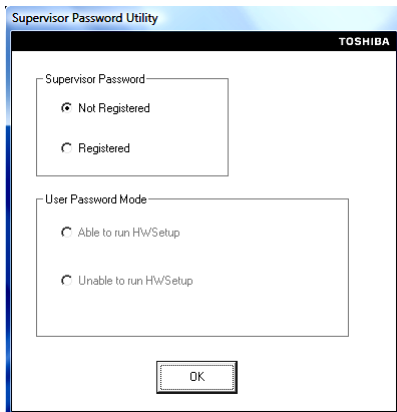 Supervisor Password Utility
TOSHIBA
Supervisor Password
Not Registered
Registered
User Password Mode
Able to run HWSetup
Unable to run HWSetup
OK